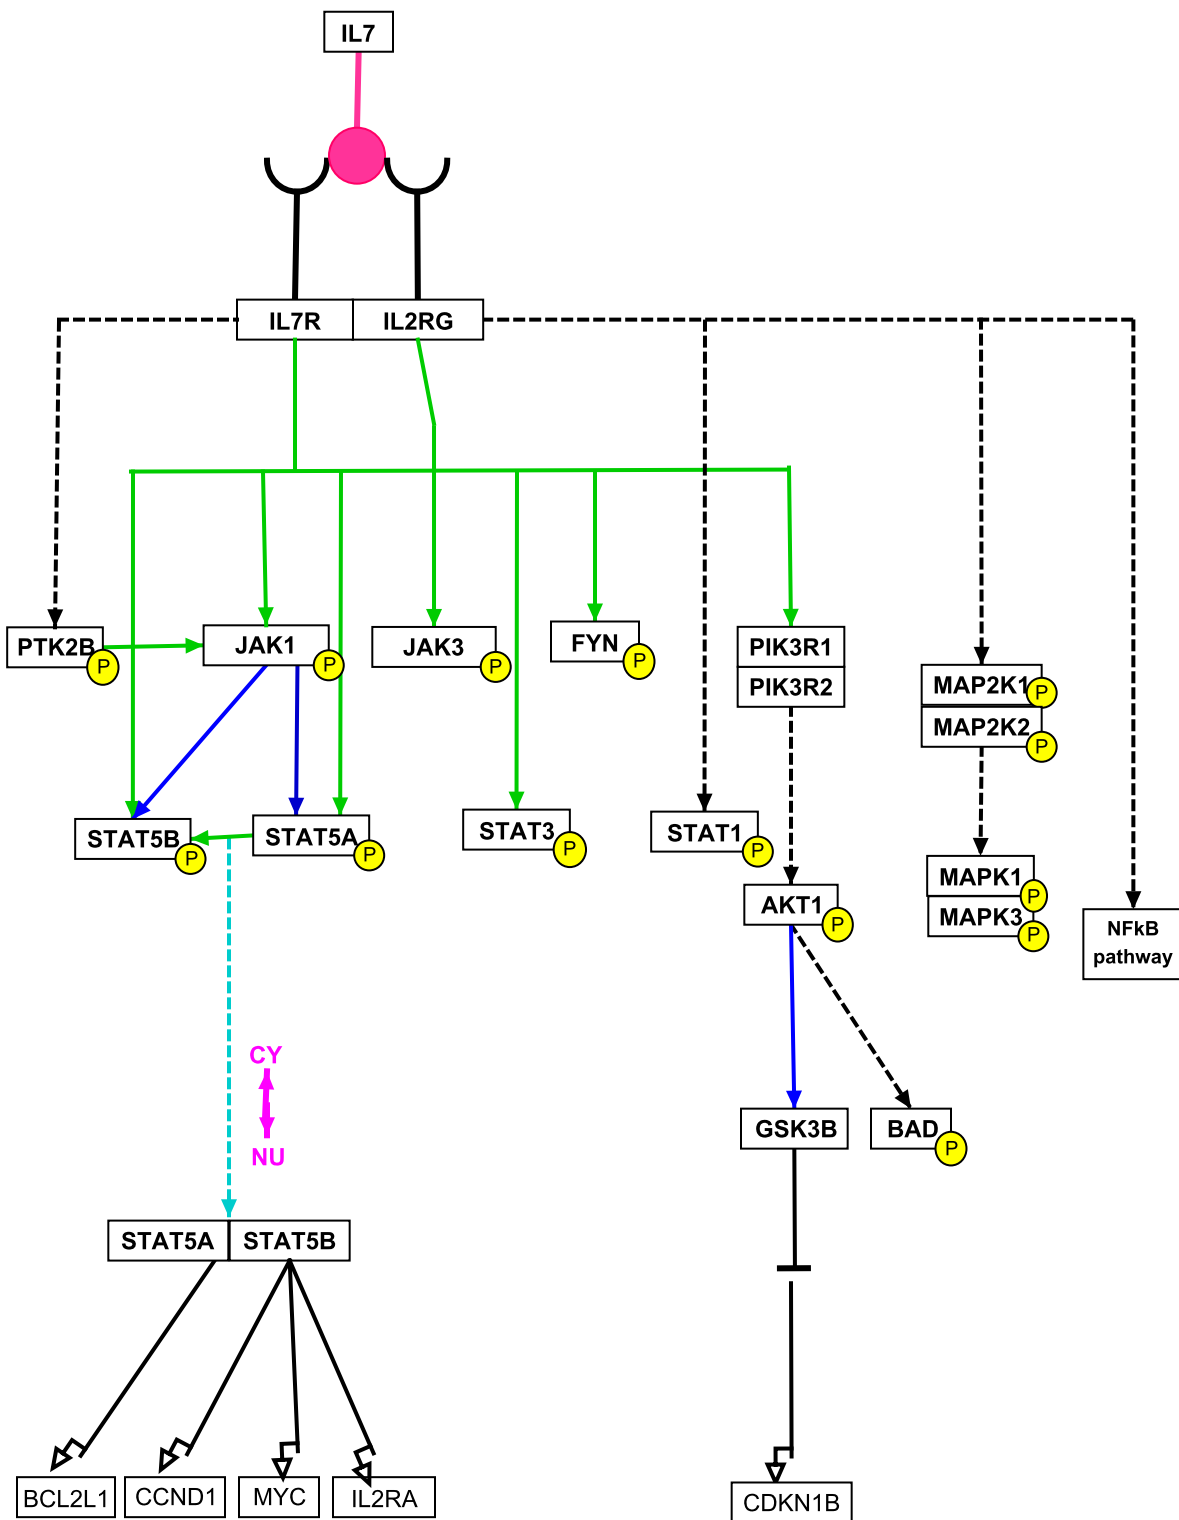 IL7
IL7R IL2RG
PTK2B P
JAK1 P
JAK3 P
FYN P
PIK3R1
PIK3R2
MAP2K1 P
MAP2K2 P
STAT5B P
STAT5A P
STAT3 P
STAT1 P
AKT1 P
MAPK1 P
MAPK3 P
NFkB
pathway
CY
NU
GSK3B
BAD P
STAT5A STAT5B
BCL2L1 CCND1 MYC IL2RA CDKN1B